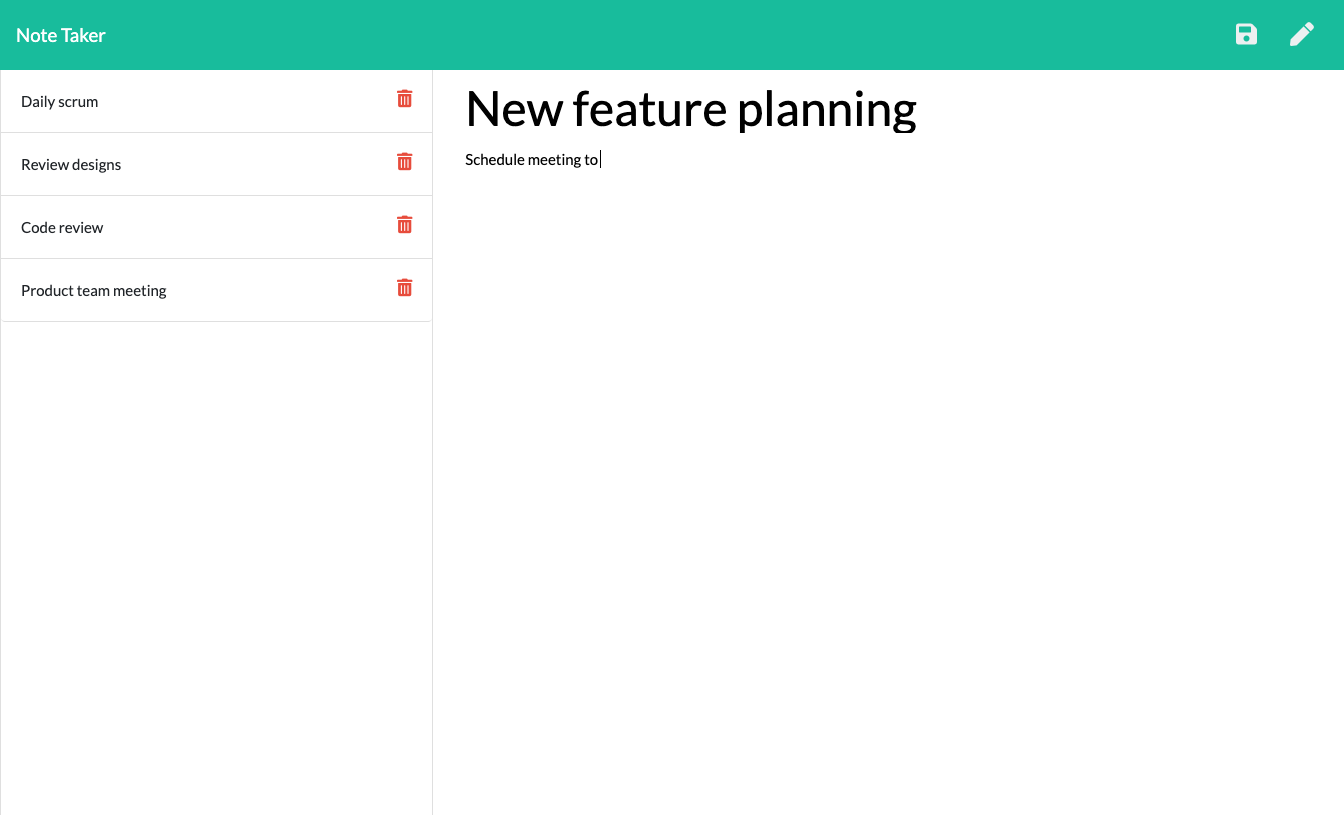 Note Taker
Daily scrum
Review designs
Code review
Product team meeting
New feature planning
Schedule meeting to